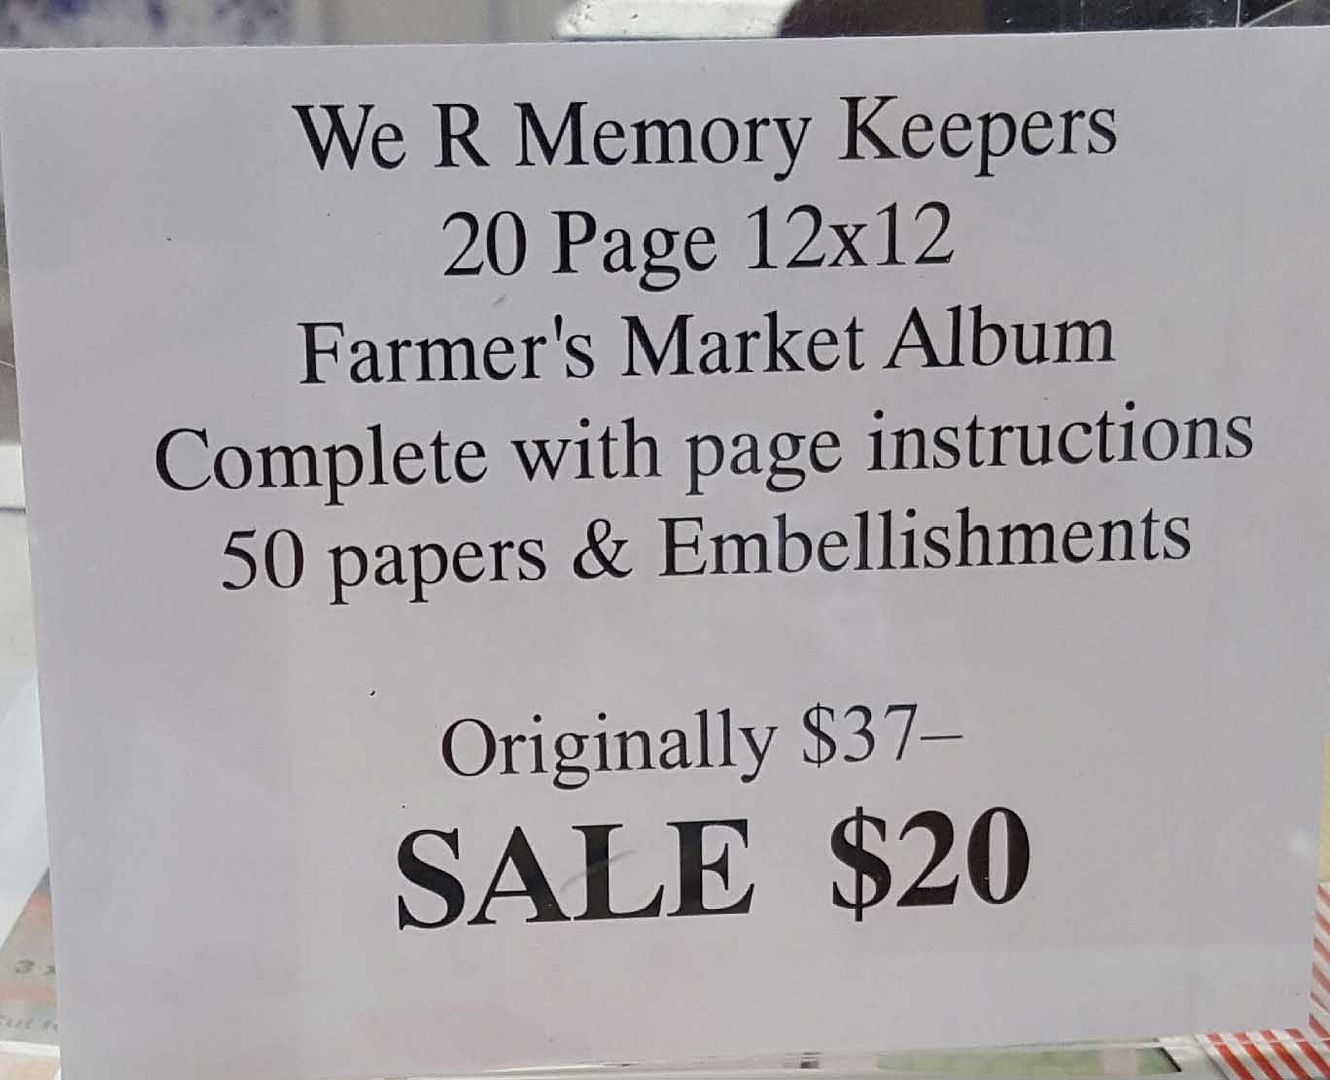 We R Memory Keepers
20 Page 12x12
Farmer's Market Album
Complete with page instructions
50 papers & Embellishments
Originally $37–
SALE $20
3